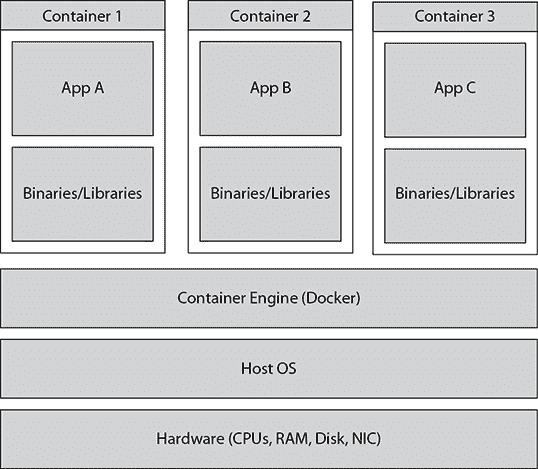 Container 1
Container 2
Container 3
App A
App B
App C
Binaries/Libraries
Binaries/Libraries
Binaries/Libraries
Container Engine (Docker)
Host OS
Hardware (CPUs, RAM, Disk, NIC)